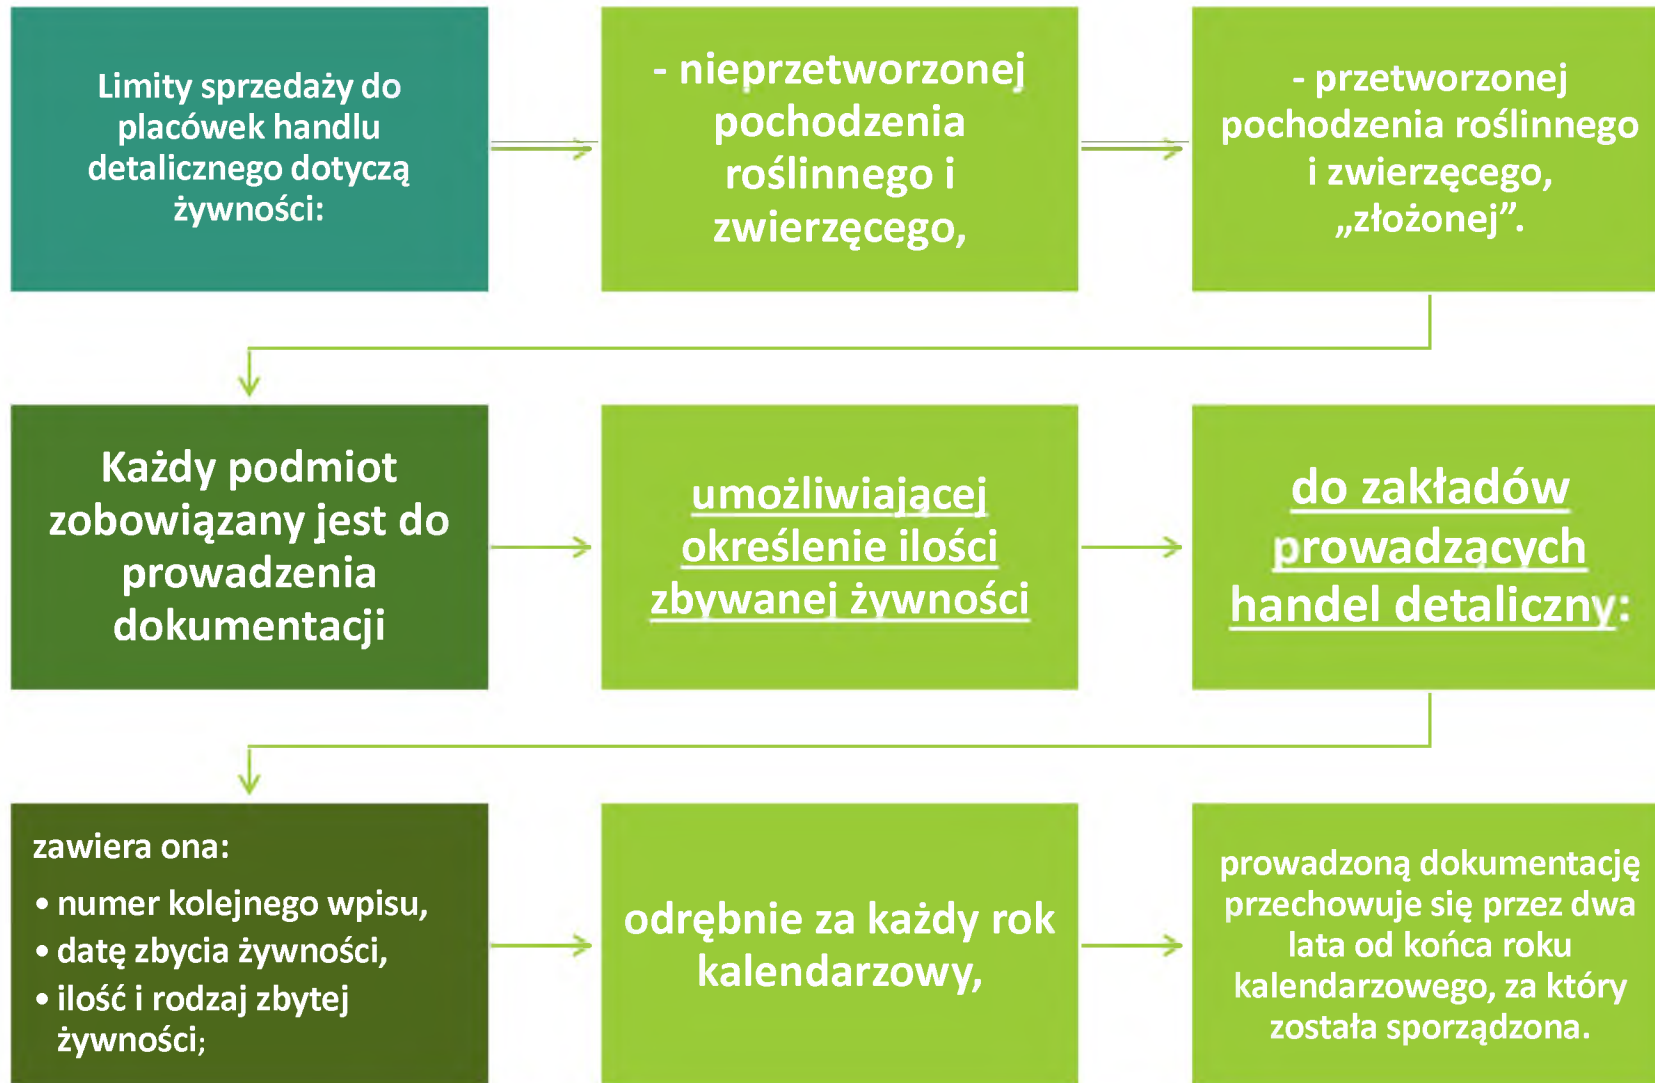 Limity sprzedaży do
placówek handlu
detalicznego dotyczą
żywności:
- nieprzetworzonej
pochodzenia
roślinnego i
zwierzęcego,
- przetworzonej
pochodzenia roślinnego
i zwierzęcego,
„złożonej”.
Każdy podmiot
zobowiązany jest do
prowadzenia
dokumentacji
umożliwiającej
określenie ilości
zbywanej żywności
do zakładów
prowadzących
handel detaliczny:
zawiera ona:
• numer kolejnego wpisu,
• datę zbycia żywności,
• ilość i rodzaj zbytej
żywności;
odrębnie za każdy rok
kalendarzowy,
prowadzoną dokumentację
przechowuje się przez dwa
lata od końca roku
kalendarzowego, za który
została sporządzona.